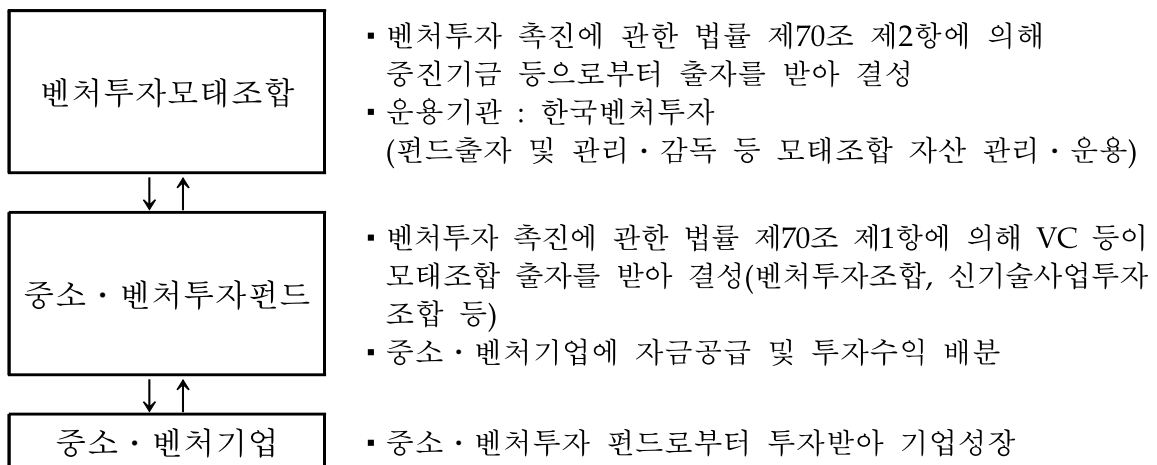 벤처투자모태조합
▪ 벤처투자 촉진에 관한 법률 제70조 제2항에 의해
중진기금 등으로부터 출자를 받아 결성
▪ 운용기관 : 한국벤처투자
(펀드출자 및 관리・감독 등 모태조합 자산 관리・운용)
↓↑
중소・벤처투자펀드
▪ 벤처투자 촉진에 관한 법률 제70조 제1항에 의해 VC 등이
모태조합 출자를 받아 결성(벤처투자조합, 신기술사업투자
조합 등)
▪ 중소・벤처기업에 자금공급 및 투자수익 배분
↓↑
중소・벤처기업
▪ 중소・벤처투자 펀드로부터 투자받아 기업성장